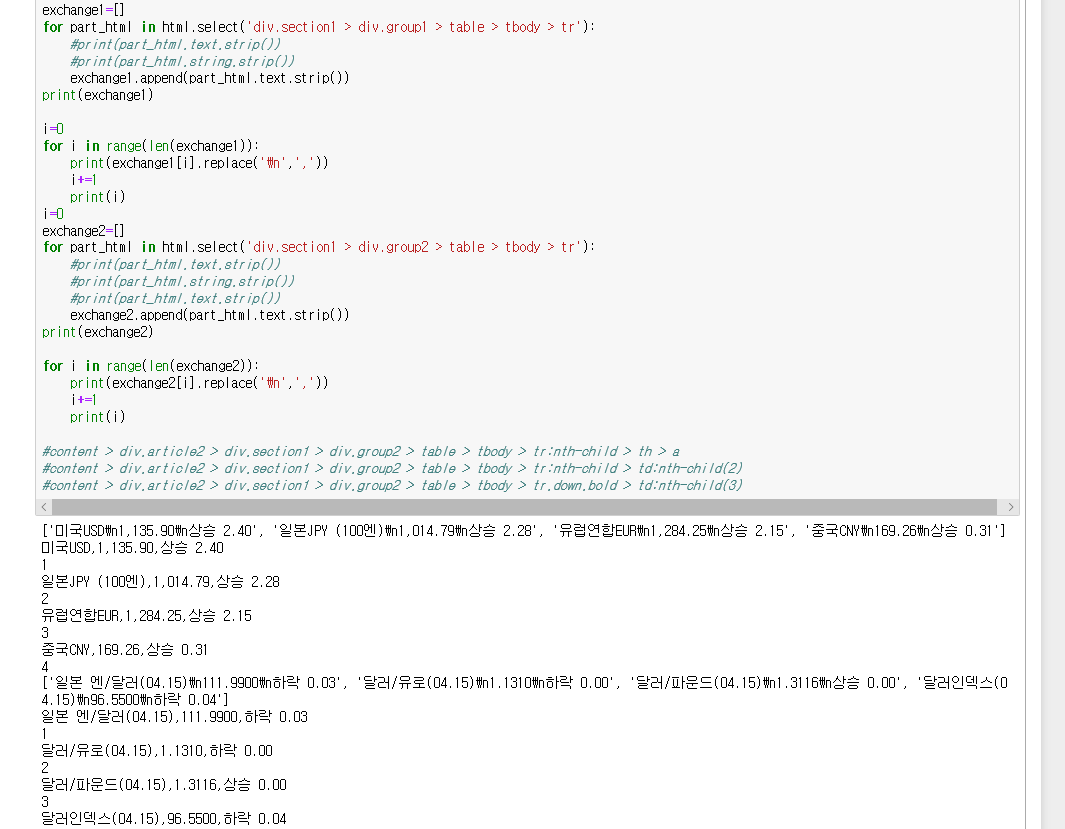 exchange1=[]
for part_html in html.select('div.section1 > div.group1 > table > tbody > tr'):
    #print(part_html.text.strip())
    #print(part_html.string.strip())
    exchange1.append(part_html.text.strip())
print(exchange1)

i=0
for i in range(len(exchange1)):
    print(exchange1[i].replace('₩n',','))
    i+=1
    print(i)
i=0
exchange2=[]
for part_html in html.select('div.section1 > div.group2 > table > tbody > tr'):
    #print(part_html.text.strip())
    #print(part_html.string.strip())
    #print(part_html.text.strip())
    exchange2.append(part_html.text.strip())
print(exchange2)

for i in range(len(exchange2)):
    print(exchange2[i].replace('₩n',','))
    i+=1
    print(i)

#content > div.article2 > div.section1 > div.group2 > table > tbody > tr:nth-child > th > a
#content > div.article2 > div.section1 > div.group2 > table > tbody > tr:nth-child > td:nth-child(2)
#content > div.article2 > div.section1 > div.group2 > table > tbody > tr.down.bold > td:nth-child(3)
['미국USD₩n1,135.90₩n상승 2.40', '일본JPY (100엔)₩n1,014.79₩n상승 2.28', '유럽연합EUR₩n1,284.25₩n상승 2.15', '중국CNY₩n169.26₩n상승 0.31']
미국USD,1,135.90,상승 2.40
1
일본JPY (100엔),1,014.79,상승 2.28
2
유럽연합EUR,1,284.25,상승 2.15
3
중국CNY,169.26,상승 0.31
4
['일본 엔/달러(04.15)₩n111.9900₩n하락 0.03', '달러/유로(04.15)₩n1.1310₩n하락 0.00', '달러/파운드(04.15)₩n1.3116₩n상승 0.00', '달러인덱스(0
4.15)₩n96.5500₩n하락 0.04']
일본 엔/달러(04.15),111.9900,하락 0.03
1
달러/유로(04.15),1.1310,하락 0.00
2
달러/파운드(04.15),1.3116,상승 0.00
3
달러인덱스(04.15),96.5500,하락 0.04